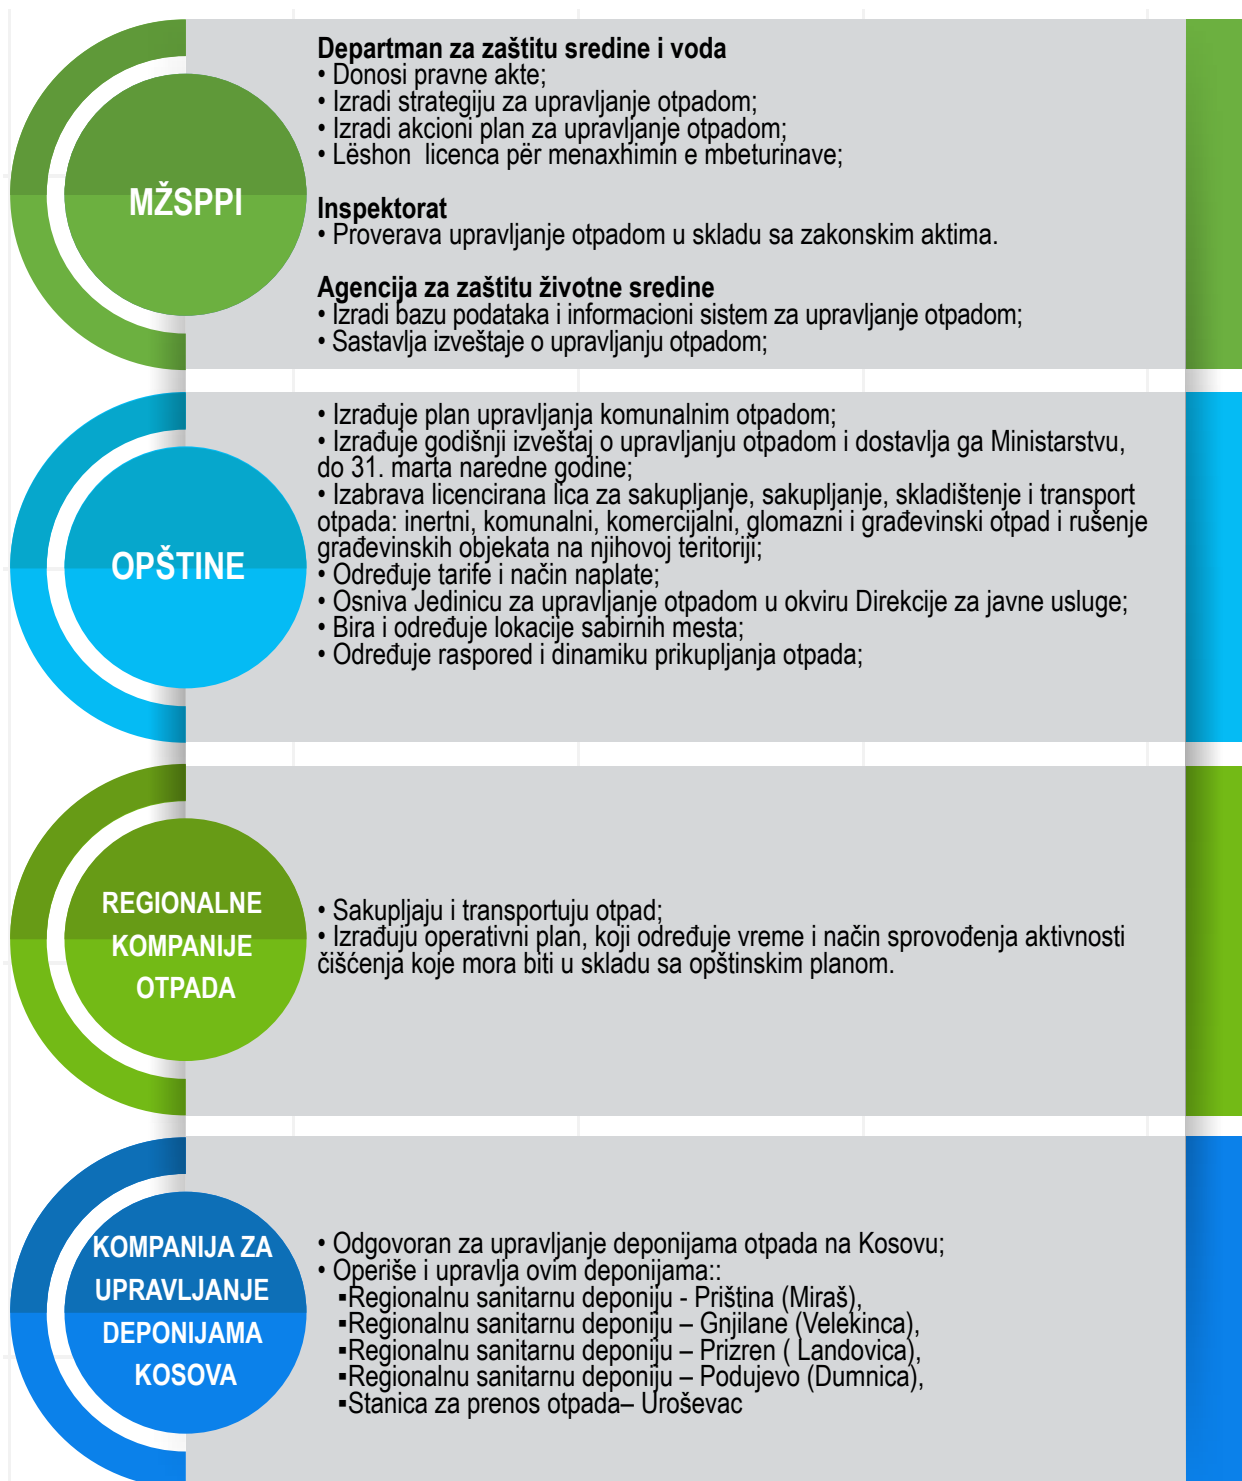 MŽSPPI
Departman za zaštitu sredine i voda
• Donosi pravne akte;
• Izradi strategiju za upravljanje otpadom;
• Izradi akcioni plan za upravljanje otpadom;
• Lëshon licenca për menaxhimin e mbeturinave;
Inspektorat
• Proverava upravljanje otpadom u skladu sa zakonskim aktima.
Agencija za zaštitu životne sredine
• Izradi bazu podataka i informacioni sistem za upravljanje otpadom;
• Sastavlja izveštaje o upravljanju otpadom;
OPŠTINE
• Izrađuje plan upravljanja komunalnim otpadom;
• Izrađuje godišnji izveštaj o upravljanju otpadom i dostavlja ga Ministarstvu,
do 31. marta naredne godine;
• Izabrava licencirana lica za sakupljanje, sakupljanje, skladištenje i transport
otpada: inertni, komunalni, komercijalni, glomazni i građevinski otpad i rušenje
građevinskih objekata na njihovoj teritoriji;
• Određuje tarife i način naplate;
• Osniva Jedinicu za upravljanje otpadom u okviru Direkcije za javne usluge;
• Bira i određuje lokacije sabirnih mesta;
• Određuje raspored i dinamiku prikupljanja otpada;
REGIONALNE
KOMPANIJE
OTPADA
• Sakupljaju i transportuju otpad;
• Izrađuju operativni plan, koji određuje vreme i način sprovođenja aktivnosti
čišćenja koje mora biti u skladu sa opštinskim planom.
KOMPANIJA ZA
UPRAVLJANJE
DEPONIJAMA
KOSOVA
• Odgovoran za upravljanje deponijama otpada na Kosovu;
• Operiše i upravlja ovim deponijama::
▪Regionalnu sanitarnu deponiju - Priština (Miraš),
▪Regionalnu sanitarnu deponiju – Gnjilane (Velekinca),
▪Regionalnu sanitarnu deponiju – Prizren ( Landovica),
▪Regionalnu sanitarnu deponiju – Podujevo (Dumnica),
▪Stanica za prenos otpada– Uroševac